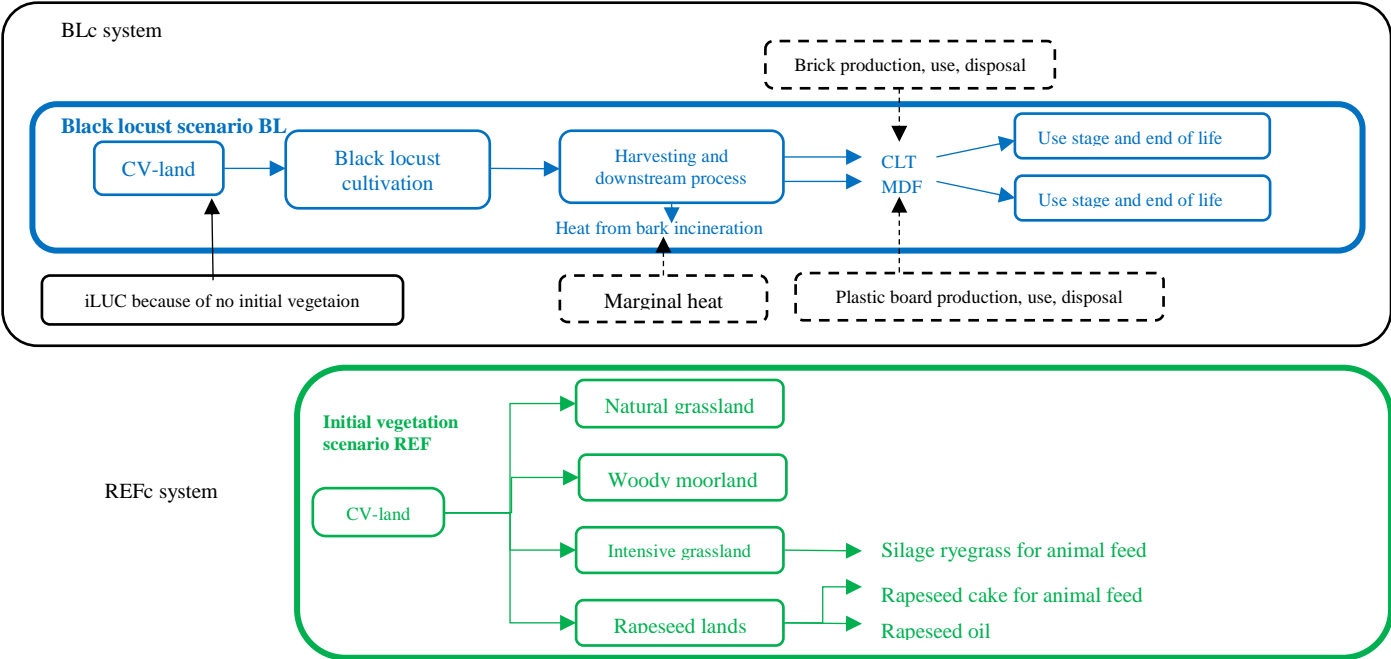 BLc system
Brick production, use, disposal
Black locust scenario BL
CV-land
Black locust
cultivation
Harvesting and
downstream process
CLT
MDF
Use stage and end of life
Use stage and end of life
Heat from bark incineration
iLUC because of no initial vegetaion
Marginal heat
Plastic board production, use, disposal
REFc system
Initial vegetation
scenario REF
CV-land
Natural grassland
Woody moorland
Intensive grassland
Rapeseed lands
Silage ryegrass for animal feed
Rapeseed cake for animal feed
Rapeseed oil